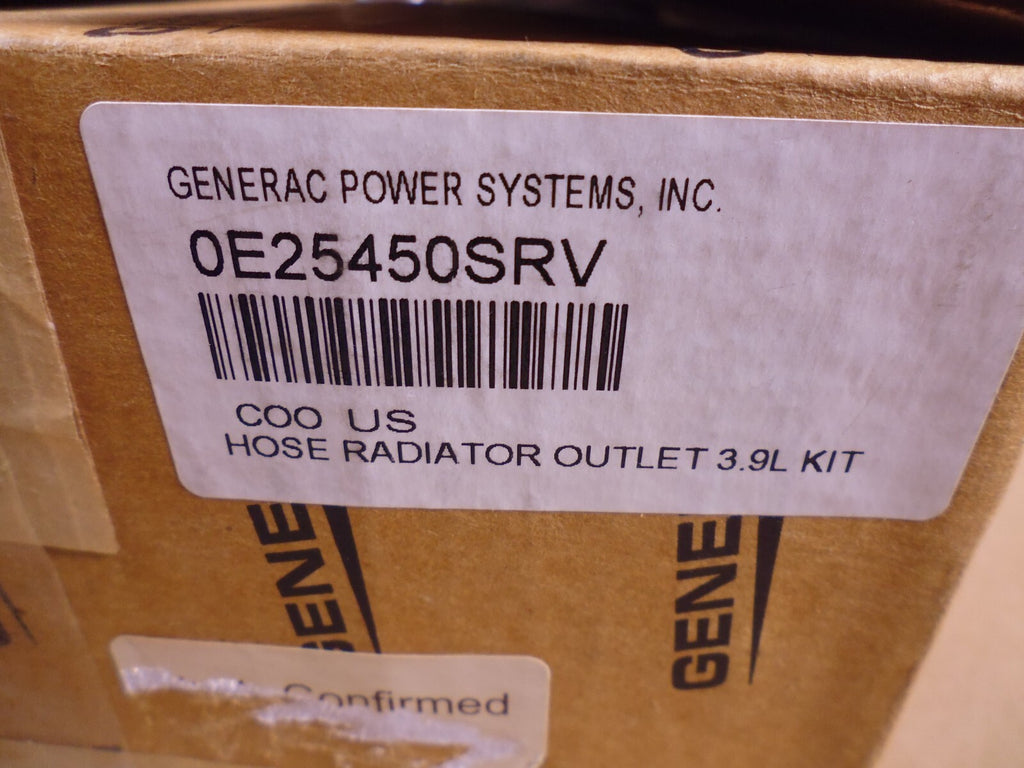 GENERAC POWER SYSTEMS, INC.
0E25450SRV
COO US
HOSE RADIATOR OUTLET 3.9L KIT
GENE
GENE
Confirmed